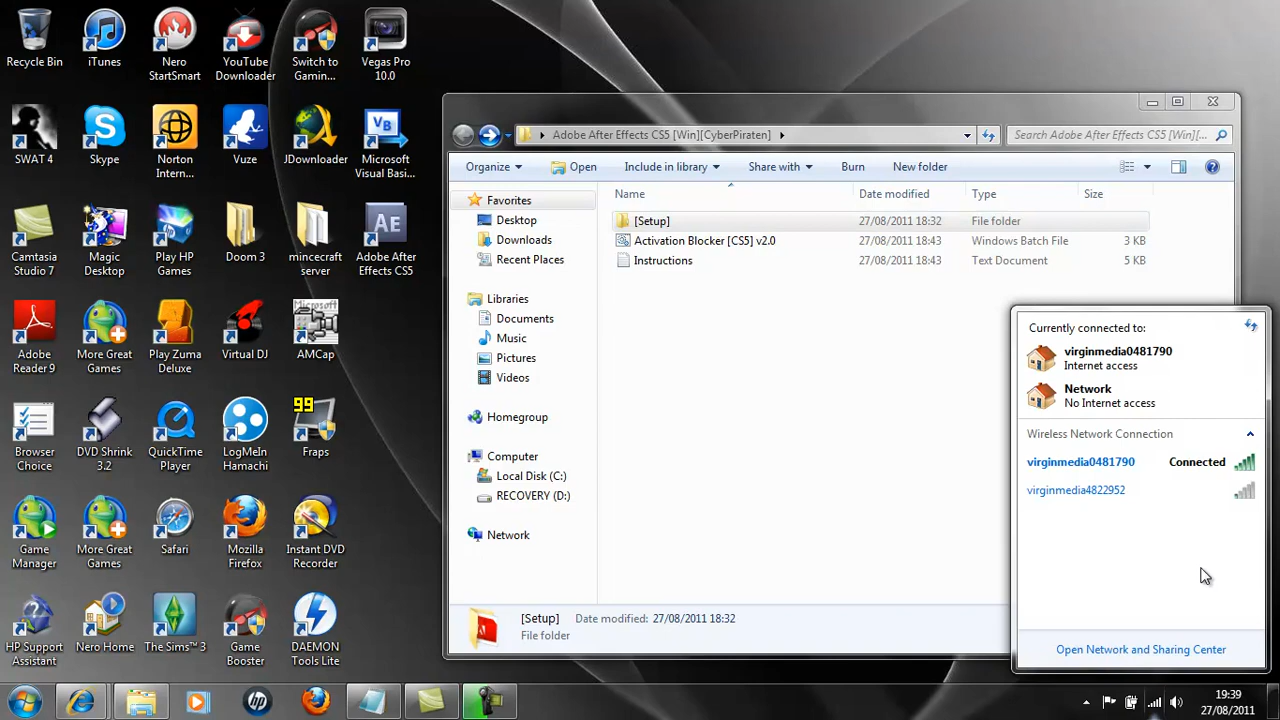 Recycle Bin
iTunes
Nero
StartSmart
YouTube
Downloader
Switch to
Gamin...
Vegas Pro
10.0
SWAT 4
Skype
Norton
Intern...
Vuze
JDownloader
VB
Microsoft
Visual Basi...
Camtasia
Studio 7
Magic
Desktop
Play HP
Games
Doom 3
mincecraft
server
AE
Adobe After
Effects CS5
Adobe
Reader 9
More Great
Games
Play Zuma
Deluxe
Virtual DJ
Microsoft
AMCap
Browser
Choice
DVD Shrink
3.2
QuickTime
Player
LogMeIn
Hamachi
99
Fraps
Game
Manager
More Great
Games
Safari
Mozilla
Firefox
Instant DVD
Recorder
HP Support
Assistant
Nero Home
The Sims™ 3
Game
Booster
DAEMON
Tools Lite
Adobe After Effects CS5 [Win][CyberPiraten]
Search Adobe After Effects CS5 [Win][...
Organize
Open
Include in library
Share with
Burn
New folder
Favorites
Desktop
Downloads
Recent Places
Libraries
Documents
Music
Pictures
Videos
Homegroup
Computer
Local Disk (C:)
RECOVERY (D:)
Network
Name Date modified Type Size
[Setup] 27/08/2011 18:32 File folder
Activation Blocker [CS5] v2.0 27/08/2011 18:43 Windows Batch File 3 KB
Instructions 27/08/2011 18:43 Text Document 5 KB
[Setup] Date modified: 27/08/2011 18:32
File folder
Currently connected to:
virginmedia0481790
Internet access
Network
No Internet access
Wireless Network Connection
virginmedia0481790 Connected
virginmedia4822952
Open Network and Sharing Center
hp
19:39
27/08/2011